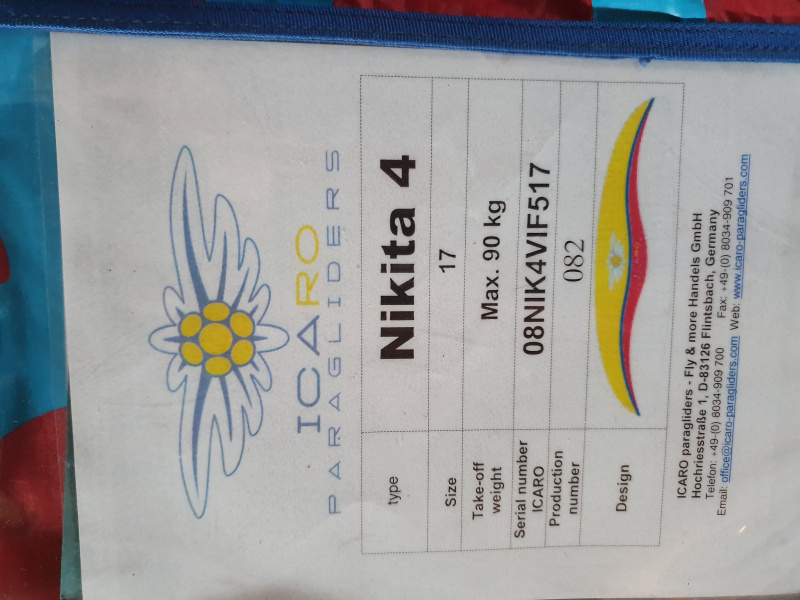 ICARO
PARAGLIDERS
type Nikita 4
Size 17
Take-off weight Max. 90 kg
Serial number ICARO 08NIK4VIF517
Production number 082
Design
ICARO paragliders - Fly & more Handels GmbH
Hochriesstraße 1, D-83126 Flintsbach, Germany
Telefon: +49-(0) 8034-909 700 Fax: +49-(0) 8034-909 701
Email: office@icaro-paragliders.com Web: www.icaro-paragliders.com